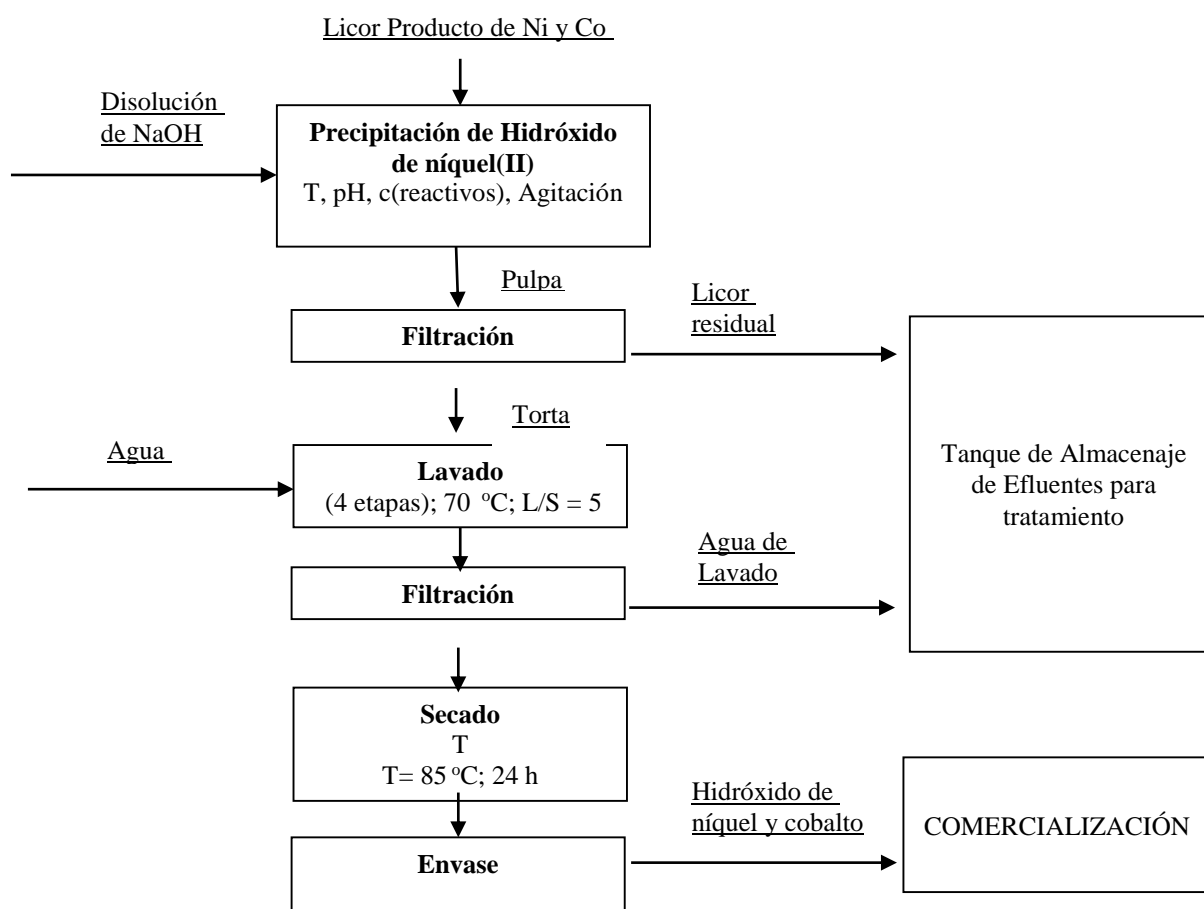 Licor Producto de Ni y Co
Disolución
de NaOH
Precipitación de Hidróxido
de níquel(II)
T, pH, c(reactivos), Agitación
Pulpa
Licor
residual
Filtración
Torta
Agua
Lavado
(4 etapas); 70 ºC; L/S = 5
Tanque de Almacenaje
de Efluentes para
tratamiento
Agua de
Lavado
Filtración
Secado
T
T= 85 ºC; 24 h
Hidróxido de
níquel y cobalto
COMERCIALIZACIÓN
Envase